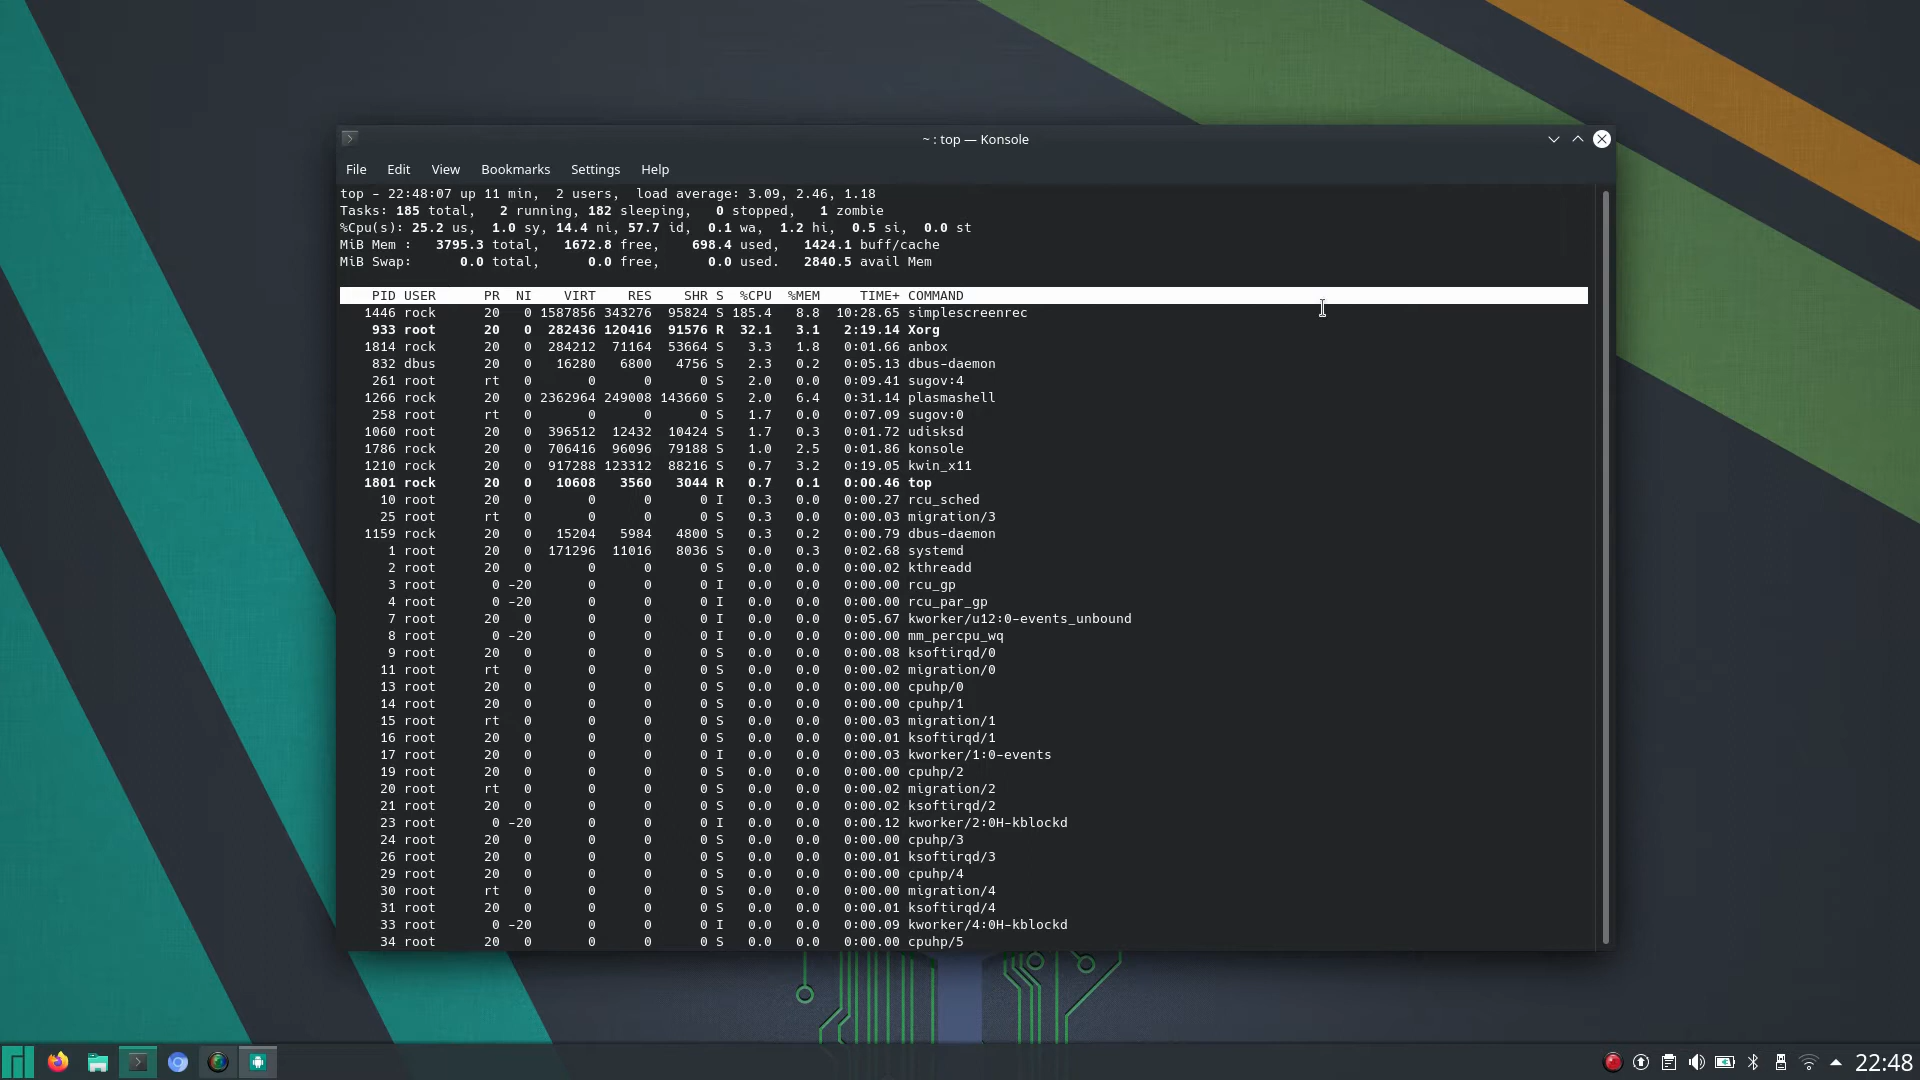 ~ : top — Konsole
File Edit View Bookmarks Settings Help
top - 22:48:07 up 11 min,  2 users,  load average: 3.09, 2.46, 1.18
Tasks: 185 total,   2 running, 182 sleeping,   0 stopped,   1 zombie
%Cpu(s): 25.2 us,  1.0 sy, 14.4 ni, 57.7 id,  0.1 wa,  1.2 hi,  0.5 si,  0.0 st
MiB Mem :   3795.3 total,   1672.8 free,    698.4 used,   1424.1 buff/cache
MiB Swap:      0.0 total,      0.0 free,      0.0 used.   2840.5 avail Mem
PID USER PR NI VIRT RES SHR S %CPU %MEM TIME+ COMMAND
1446 rock 20 0 1587856 343276 95824 S 185.4 8.8 10:28.65 simplescreenrec
933 root 20 0 282436 120416 91576 R 32.1 3.1 2:19.14 Xorg
1814 rock 20 0 284212 71164 53664 S 3.3 1.8 0:01.66 anbox
832 dbus 20 0 16280 6800 4756 S 2.3 0.2 0:05.13 dbus-daemon
261 root rt 0 0 0 0 S 2.0 0.0 0:09.41 sugov:4
1266 rock 20 0 2362964 249008 143660 S 2.0 6.4 0:31.14 plasmashell
258 root rt 0 0 0 0 S 1.7 0.0 0:07.09 sugov:0
1060 root 20 0 396512 12432 10424 S 1.7 0.3 0:01.72 udisksd
1786 rock 20 0 706416 96096 79188 S 1.0 2.5 0:01.86 konsole
1210 rock 20 0 917288 123312 88216 S 0.7 3.2 0:19.05 kwin_x11
1801 rock 20 0 10608 3560 3044 R 0.7 0.1 0:00.46 top
10 root 20 0 0 0 0 I 0.3 0.0 0:00.27 rcu_sched
25 root rt 0 0 0 0 S 0.3 0.0 0:00.03 migration/3
1159 rock 20 0 15204 5984 4800 S 0.3 0.2 0:00.79 dbus-daemon
1 root 20 0 171296 11016 8036 S 0.0 0.3 0:02.68 systemd
2 root 20 0 0 0 0 S 0.0 0.0 0:00.02 kthreadd
3 root 0 -20 0 0 0 I 0.0 0.0 0:00.00 rcu_gp
4 root 0 -20 0 0 0 I 0.0 0.0 0:00.00 rcu_par_gp
7 root 20 0 0 0 0 I 0.0 0.0 0:05.67 kworker/u12:0-events_unbound
8 root 0 -20 0 0 0 I 0.0 0.0 0:00.00 mm_percpu_wq
9 root 20 0 0 0 0 S 0.0 0.0 0:00.08 ksoftirqd/0
11 root rt 0 0 0 0 S 0.0 0.0 0:00.02 migration/0
13 root 20 0 0 0 0 S 0.0 0.0 0:00.00 cpuhp/0
14 root 20 0 0 0 0 S 0.0 0.0 0:00.00 cpuhp/1
15 root rt 0 0 0 0 S 0.0 0.0 0:00.03 migration/1
16 root 20 0 0 0 0 S 0.0 0.0 0:00.01 ksoftirqd/1
17 root 20 0 0 0 0 I 0.0 0.0 0:00.03 kworker/1:0-events
19 root 20 0 0 0 0 S 0.0 0.0 0:00.00 cpuhp/2
20 root rt 0 0 0 0 S 0.0 0.0 0:00.02 migration/2
21 root 20 0 0 0 0 S 0.0 0.0 0:00.02 ksoftirqd/2
23 root 0 -20 0 0 0 I 0.0 0.0 0:00.12 kworker/2:0H-kblockd
24 root 20 0 0 0 0 S 0.0 0.0 0:00.00 cpuhp/3
26 root 20 0 0 0 0 S 0.0 0.0 0:00.01 ksoftirqd/3
29 root 20 0 0 0 0 S 0.0 0.0 0:00.00 cpuhp/4
30 root rt 0 0 0 0 S 0.0 0.0 0:00.00 migration/4
31 root 20 0 0 0 0 S 0.0 0.0 0:00.01 ksoftirqd/4
33 root 0 -20 0 0 0 I 0.0 0.0 0:00.09 kworker/4:0H-kblockd
34 root 20 0 0 0 0 S 0.0 0.0 0:00.00 cpuhp/5
22:48